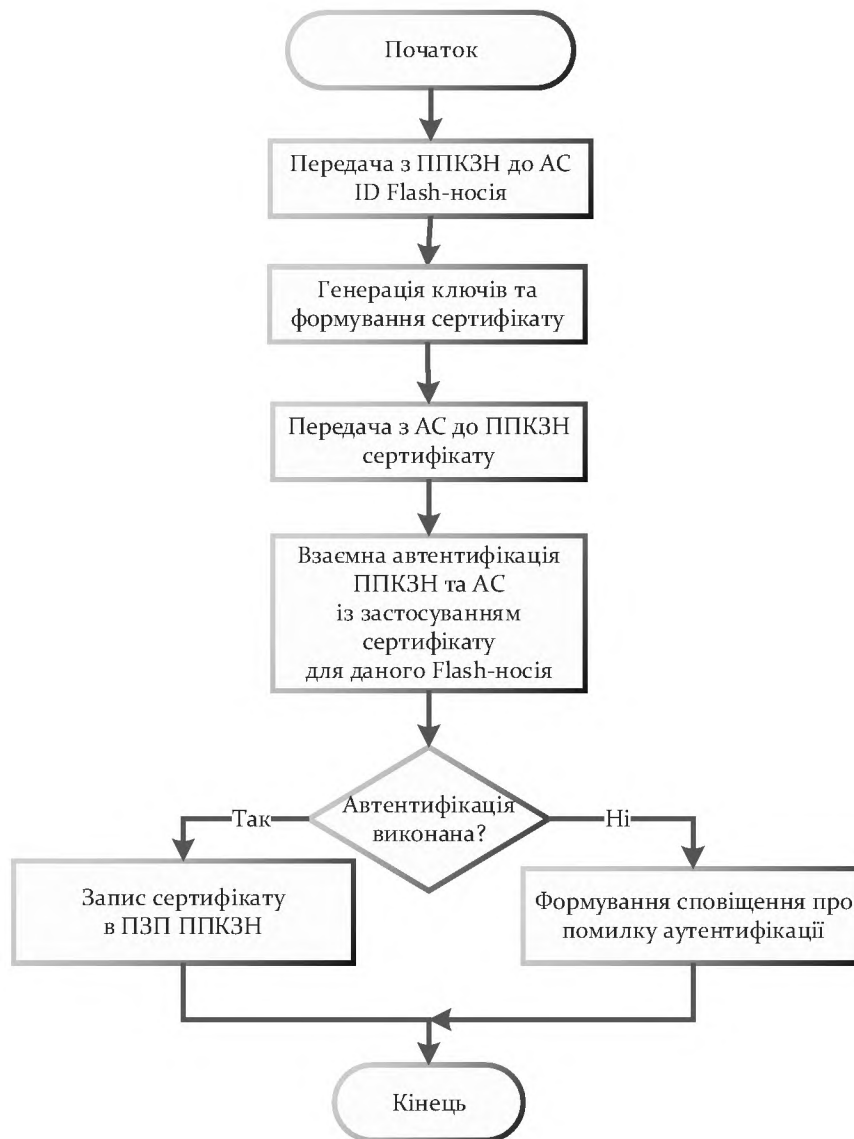 Початок
Передача з ППКЗН до АС
ID Flash-носія
Генерація ключів та
формування сертифікату
Передача з АС до ППКЗН
сертифікату
Взаємна автентифікація
ППКЗН та АС
із застосуванням
сертифікату
для даного Flash-носія
Автентифікація
виконана?
Так
Ні
Запис сертифікату
в ПЗП ППКЗН
Формування сповіщення про
помилку аутентифікації
Кінець